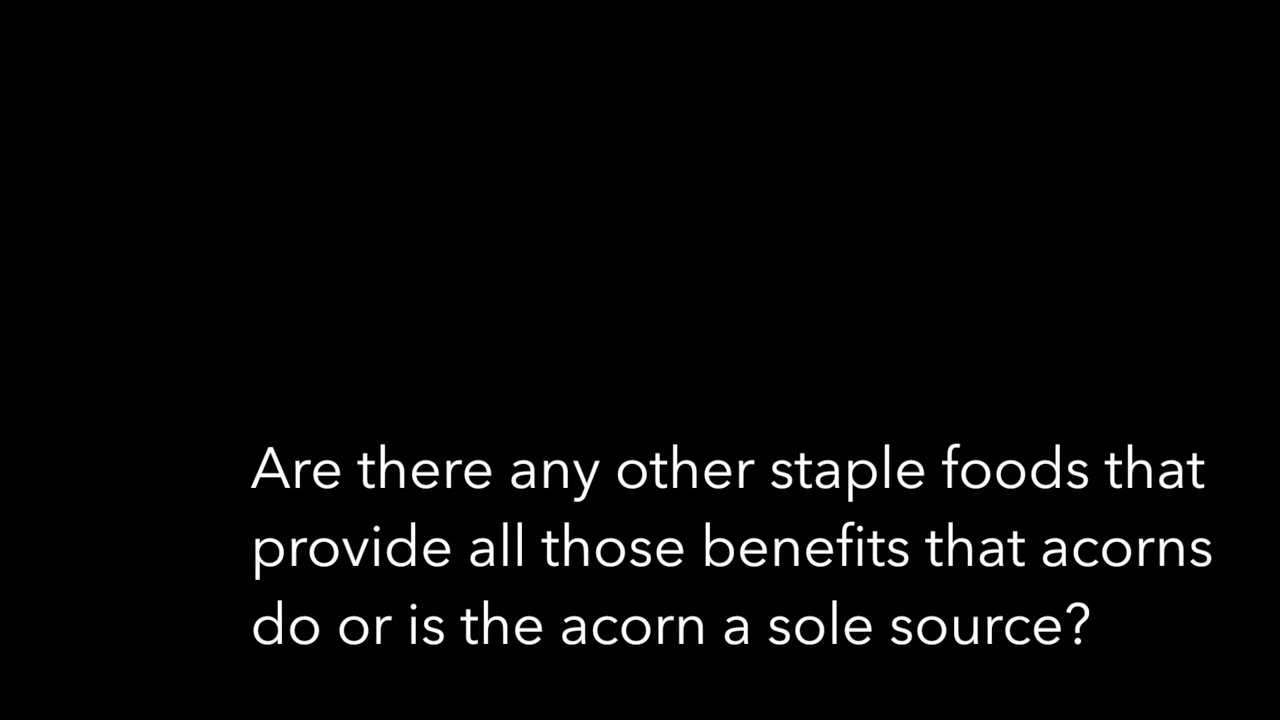 Are there any other staple foods that
provide all those benefits that acorns
do or is the acorn a sole source?